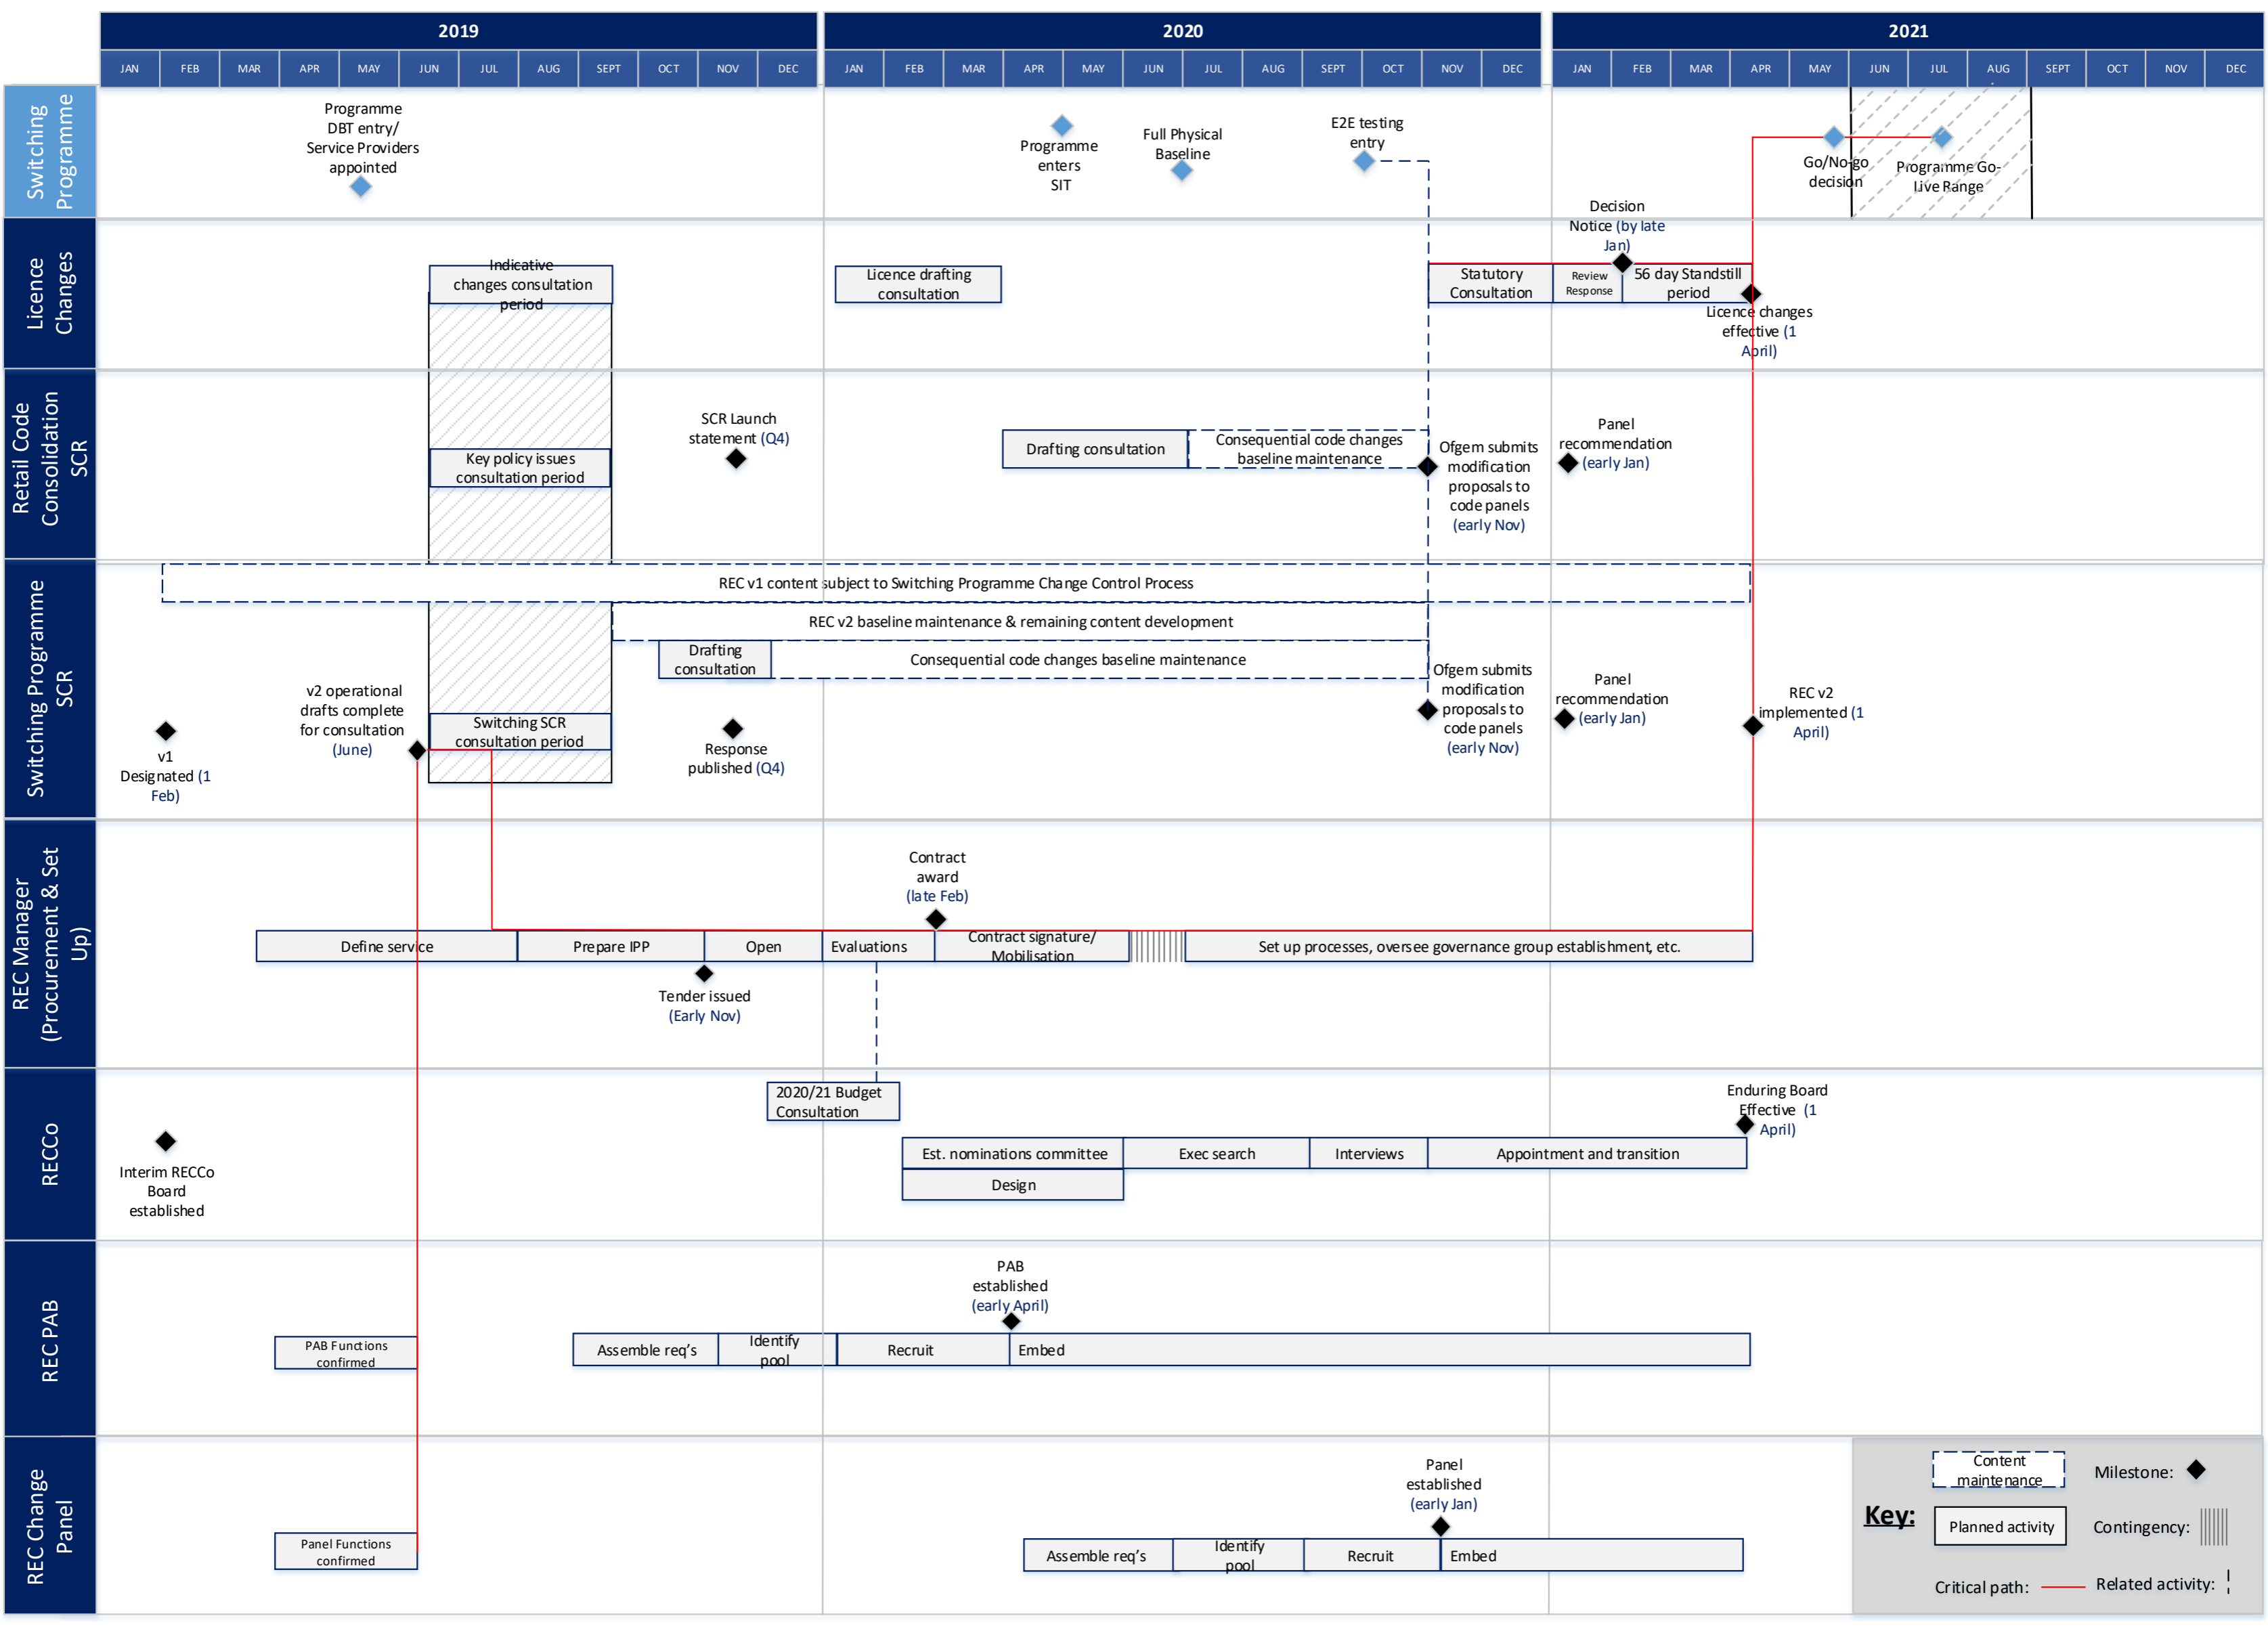 2019
2020
2021
JAN FEB MAR APR MAY JUN JUL AUG SEPT OCT NOV DEC
JAN FEB MAR APR MAY JUN JUL AUG SEPT OCT NOV DEC
JAN FEB MAR APR MAY JUN JUL AUG SEPT OCT NOV DEC
Switching
Programme
Programme
DBT entry/
Service Providers
appointed
Programme
enters
SIT
Full Physical
Baseline
E2E testing
entry
Go/No-go
decision
Programme Go-
Live Range
Licence
Changes
Indicative
changes consultation
period
Licence drafting
consultation
Statutory
Consultation
Review
Response
Decision
Notice (by late
Jan)
56 day Standstill
period
Licence changes
effective (1
April)
Retail Code
Consolidation
SCR
Key policy issues
consultation period
SCR Launch
statement (Q4)
Drafting consultation
Consequential code changes
baseline maintenance
Ofgem submits
modification
proposals to
code panels
(early Nov)
Panel
recommendation
(early Jan)
Switching Programme
SCR
REC v1 content subject to Switching Programme Change Control Process
REC v2 baseline maintenance & remaining content development
Drafting
consultation
Consequential code changes baseline maintenance
v1
Designated (1
Feb)
v2 operational
drafts complete
for consultation
(June)
Switching SCR
consultation period
Response
published (Q4)
Ofgem submits
modification
proposals to
code panels
(early Nov)
Panel
recommendation
(early Jan)
REC v2
implemented (1
April)
REC Manager
(Procurement & Set
Up)
Contract
award
(late Feb)
Define service
Prepare IPP
Open
Evaluations
Contract signature/
Mobilisation
Set up processes, oversee governance group establishment, etc.
Tender issued
(Early Nov)
RECCo
Interim RECCo
Board
established
2020/21 Budget
Consultation
Est. nominations committee
Exec search
Interviews
Appointment and transition
Design
Enduring Board
Effective (1
April)
REC PAB
PAB Functions
confirmed
Assemble req's
Identify
pool
Recruit
Embed
PAB
established
(early April)
REC Change
Panel
Panel Functions
confirmed
Assemble req's
Identify
pool
Recruit
Embed
Panel
established
(early Jan)
Key:
Content
maintenance
Milestone:
Planned activity
Contingency:
Critical path:
Related activity: